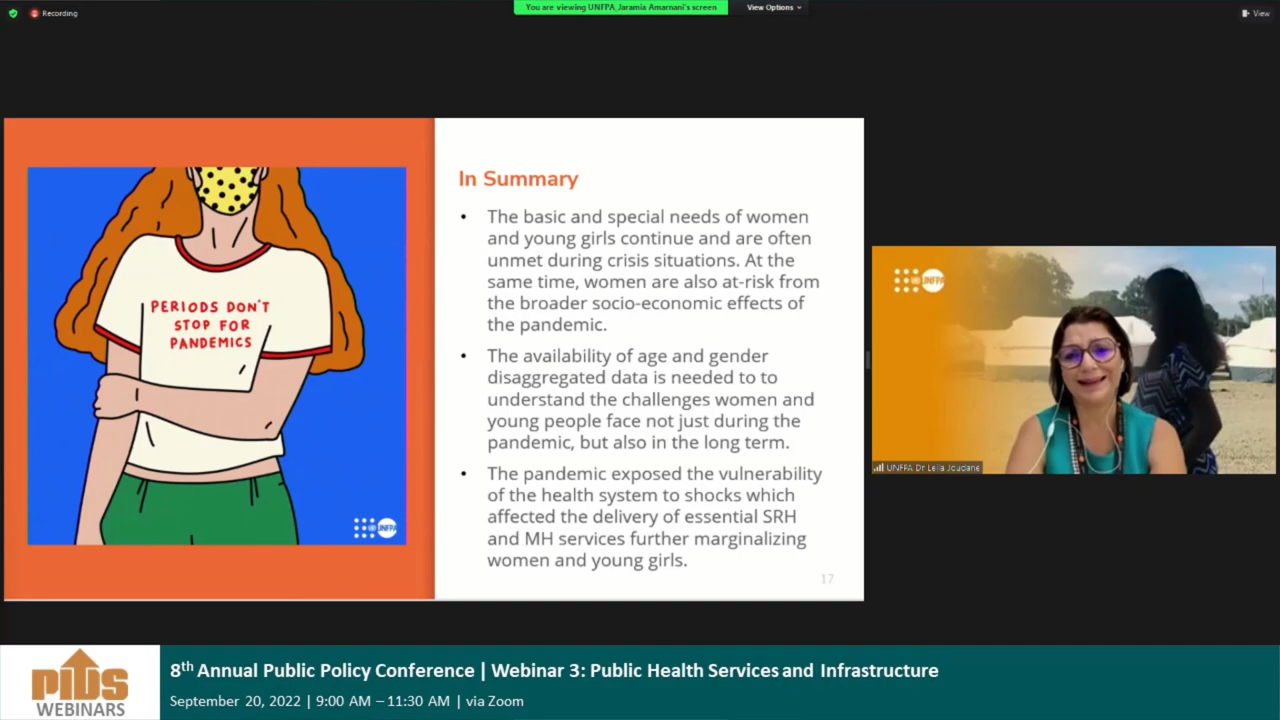 Recording
You are viewing UNFPA, Jaramia Amarnani's screen
View Options
View
PERIODS DON'T
STOP FOR
PANDEMICS
UNFPA
In Summary
• The basic and special needs of women
and young girls continue and are often
unmet during crisis situations. At the
same time, women are also at-risk from
the broader socio-economic effects of
the pandemic.
• The availability of age and gender
disaggregated data is needed to to
understand the challenges women and
young people face not just during the
pandemic, but also in the long term.
• The pandemic exposed the vulnerability
of the health system to shocks which
affected the delivery of essential SRH
and MH services further marginalizing
women and young girls.
17
UNFPA
UNFPA Dr Leila Joudane
PIDS
WEBINARS
8th Annual Public Policy Conference | Webinar 3: Public Health Services and Infrastructure
September 20, 2022 | 9:00 AM – 11:30 AM | via Zoom